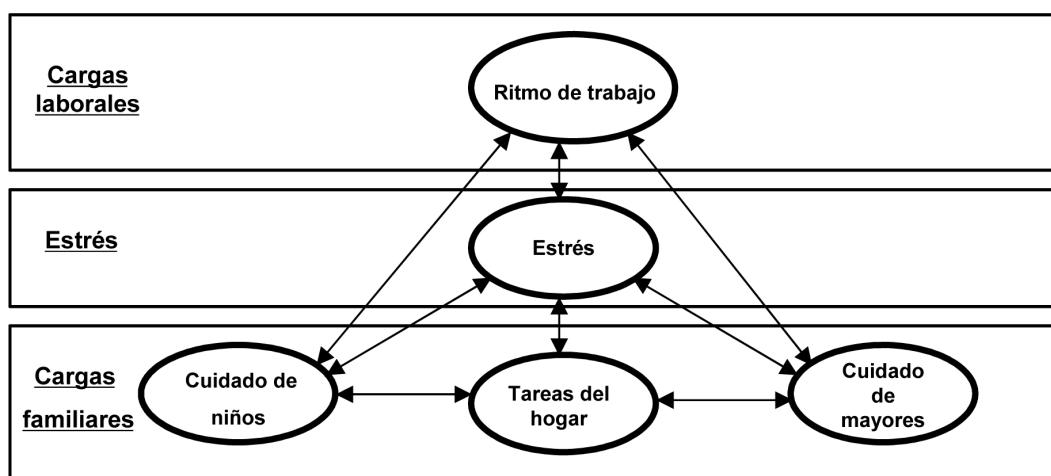 Cargas
laborales
Ritmo de trabajo
Estrés
Estrés
Cargas
familiares
Cuidado de
niños
Tareas del
hogar
Cuidado
de
mayores